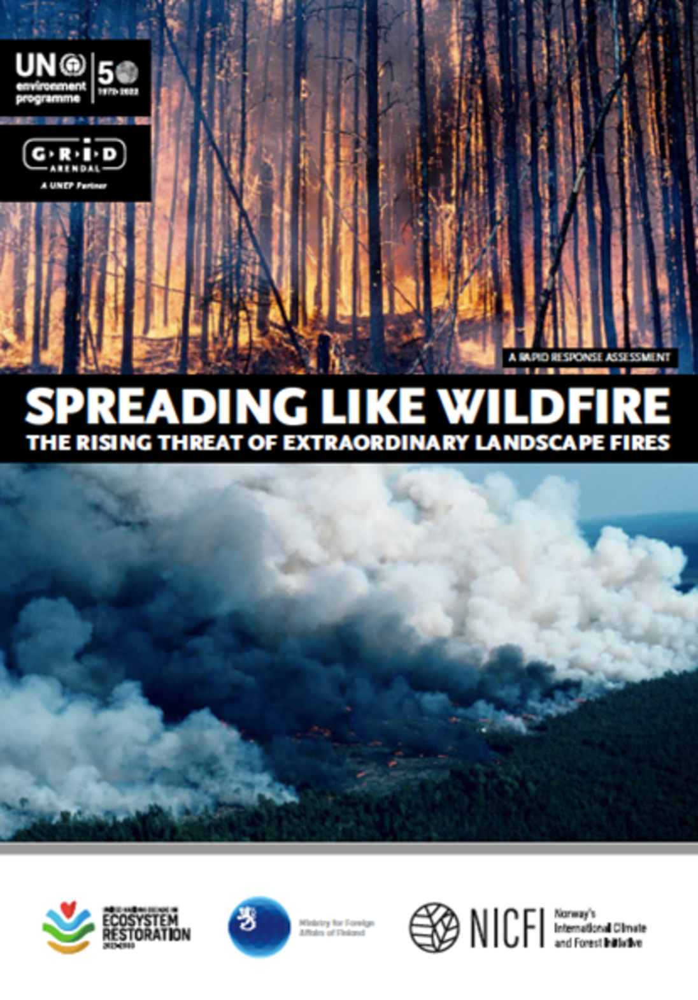 UN
environment
programme
50
1972-2022
G·R·i·D
ARENDAL
A UNEP Partner
A RAPID RESPONSE ASSESSMENT
SPREADING LIKE WILDFIRE
THE RISING THREAT OF EXTRAORDINARY LANDSCAPE FIRES
UNITED NATIONS DECADE ON
ECOSYSTEM
RESTORATION
2021-2030
Ministry for Foreign
Affairs of Finland
NICFI
Norway's
International Climate
and Forest Initiative